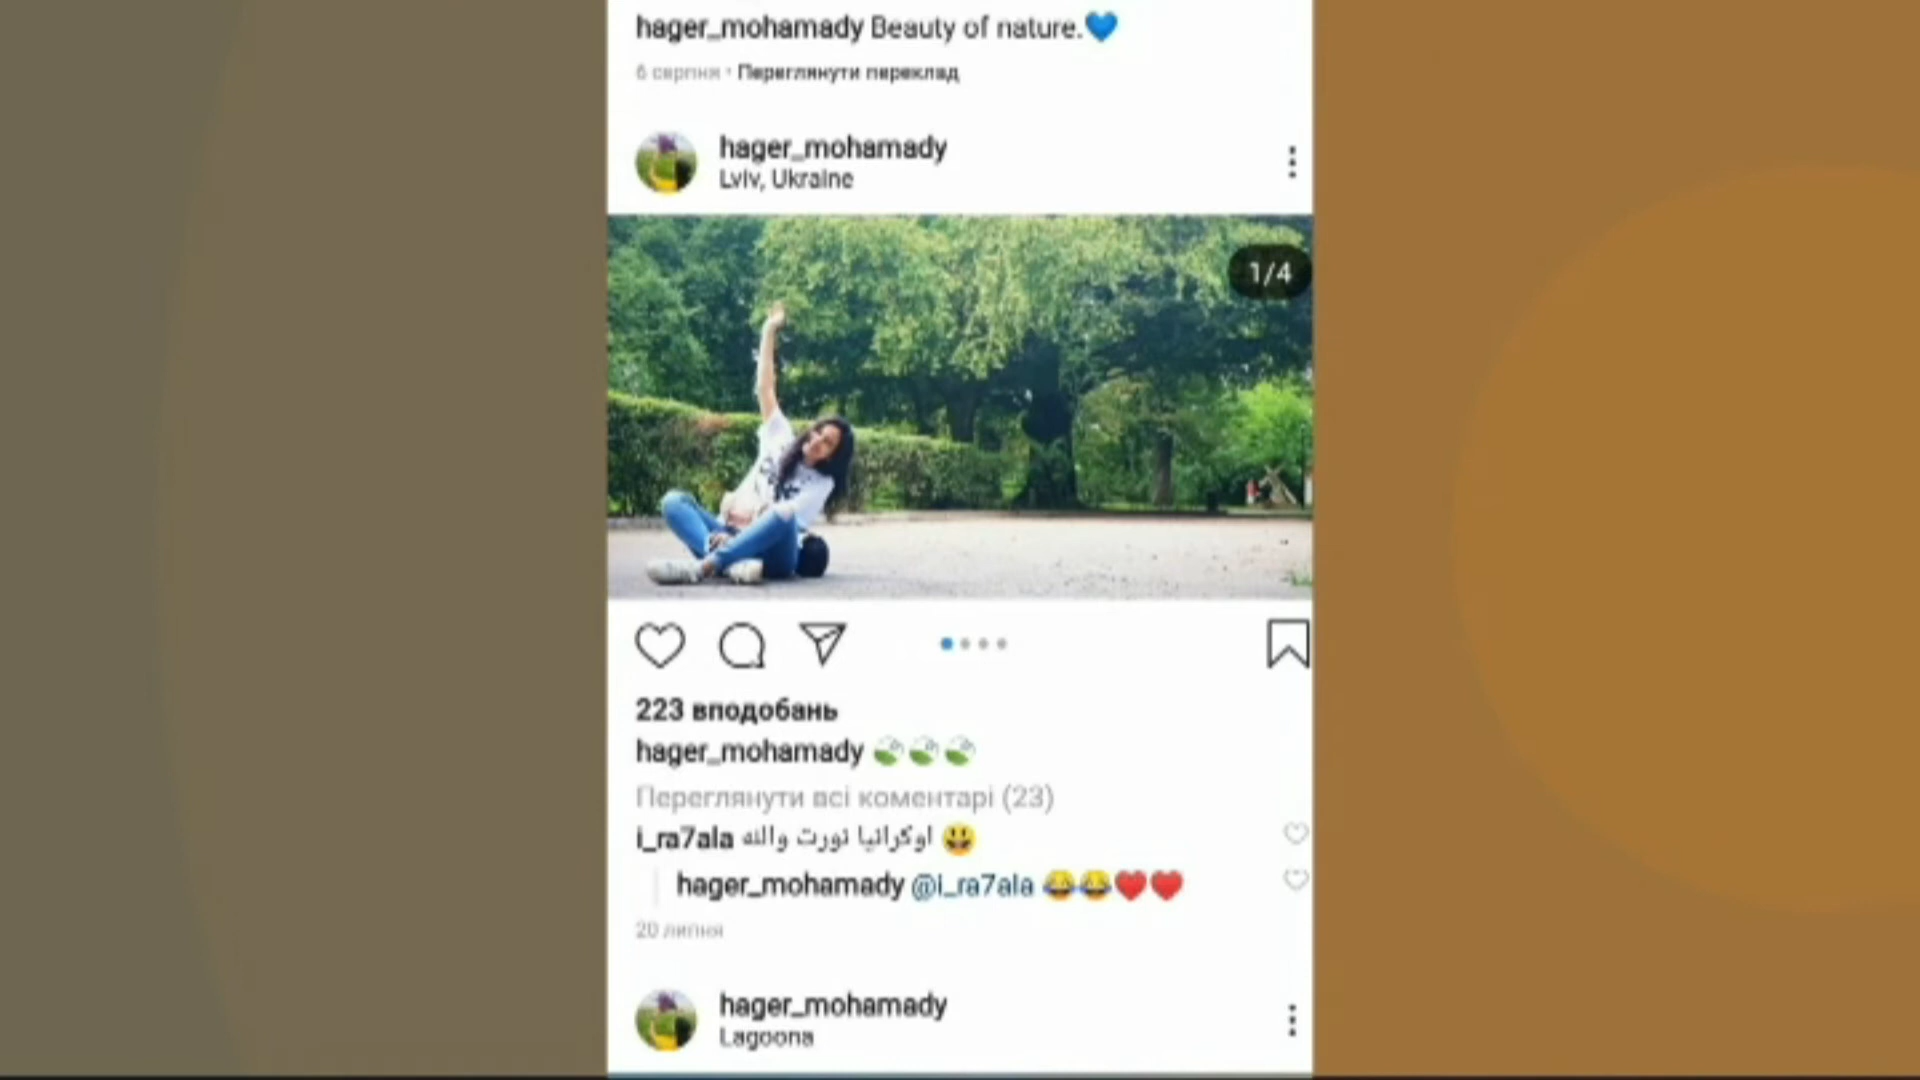 hager_mohamady Beauty of nature.💙
6 серпня • Переглянути переклад
hager_mohamady
Lviv, Ukraine
1/4
223 вподобань
hager_mohamady 🍃🍃🍃
Переглянути всі коментарі (23)
i_ra7ala اوكرانيا نورت والله 😃
hager_mohamady @i_ra7ala 😂😂❤️❤️
20 липня
hager_mohamady
Lagoona